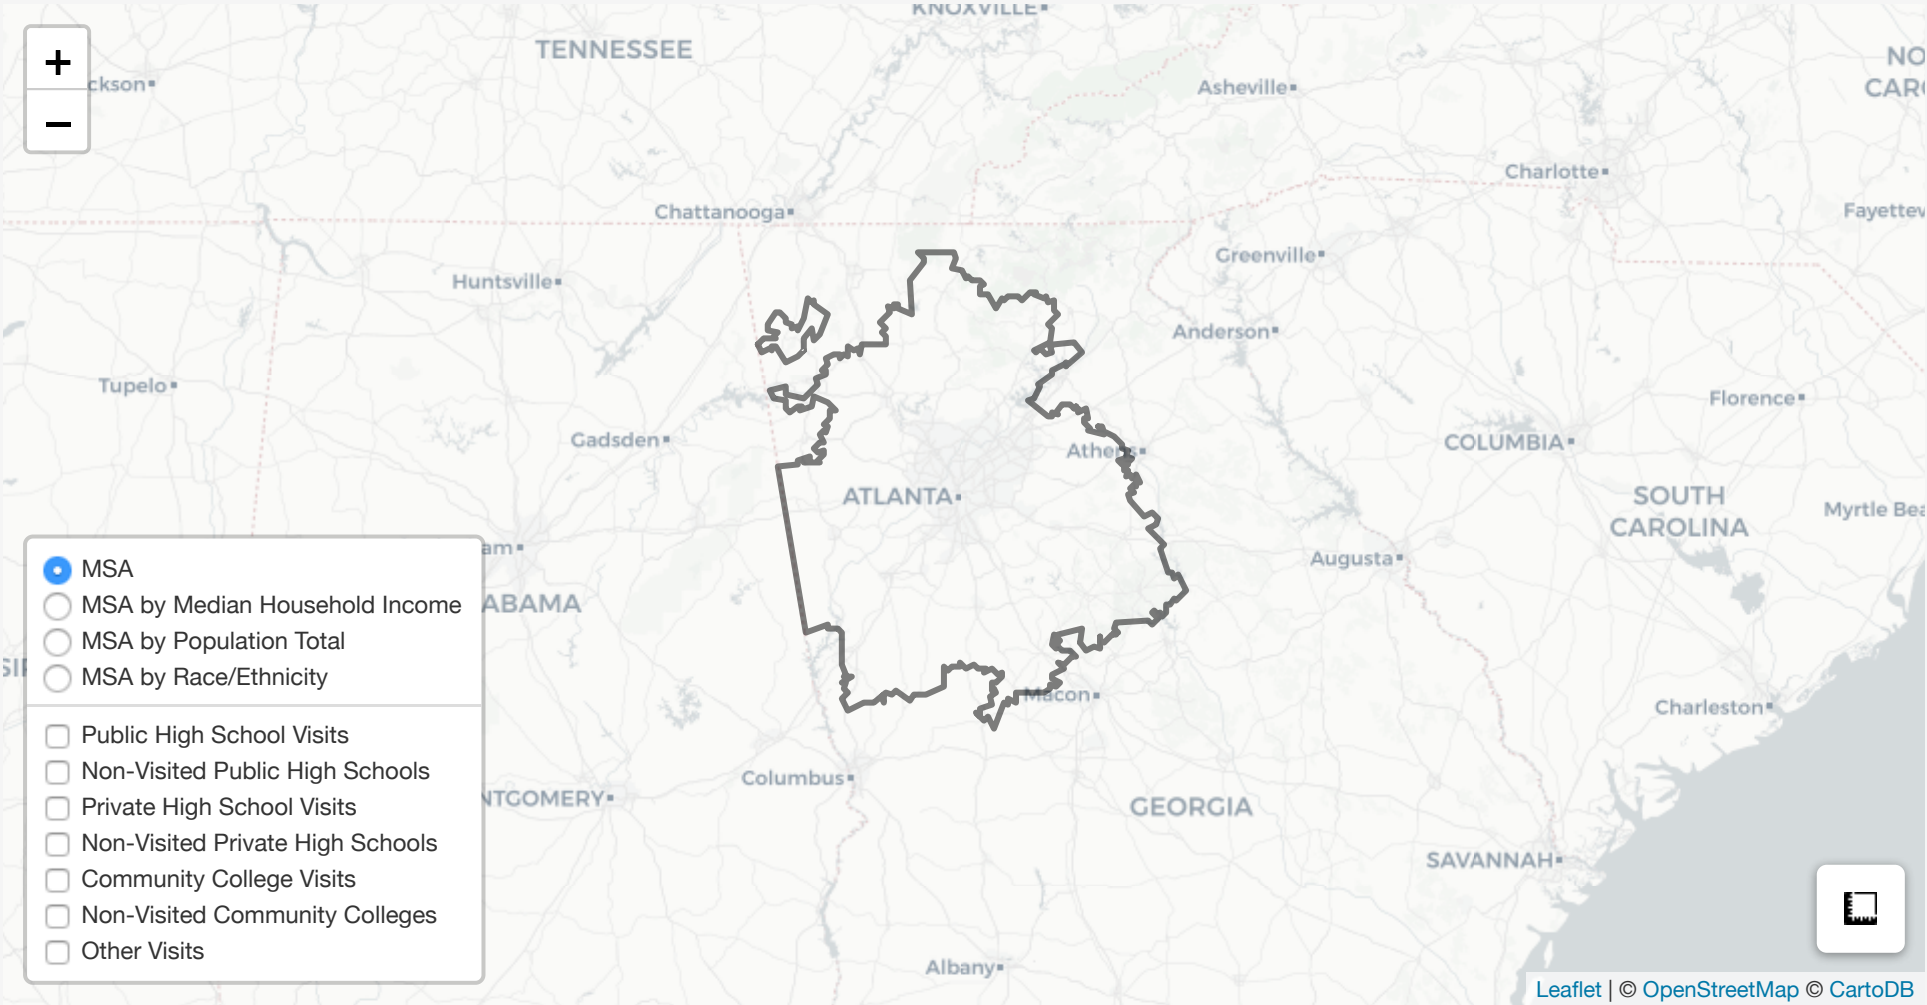 KNOXVILLE
TENNESSEE
+
−
ckson
Asheville
NO
CAR
Charlotte
Chattanooga
Fayettev
Huntsville
Greenville
Anderson
Tupelo
Florence
Gadsden
Athens
COLUMBIA
ATLANTA
SOUTH
CAROLINA
Myrtle Bea
am
Augusta
ABAMA
SIP
MSA
MSA by Median Household Income
MSA by Population Total
MSA by Race/Ethnicity
Macon
Charleston
Public High School Visits
Non-Visited Public High Schools
Private High School Visits
Non-Visited Private High Schools
Community College Visits
Non-Visited Community Colleges
Other Visits
Columbus
NTGOMERY
GEORGIA
SAVANNAH
Albany
Leaflet | © OpenStreetMap © CartoDB